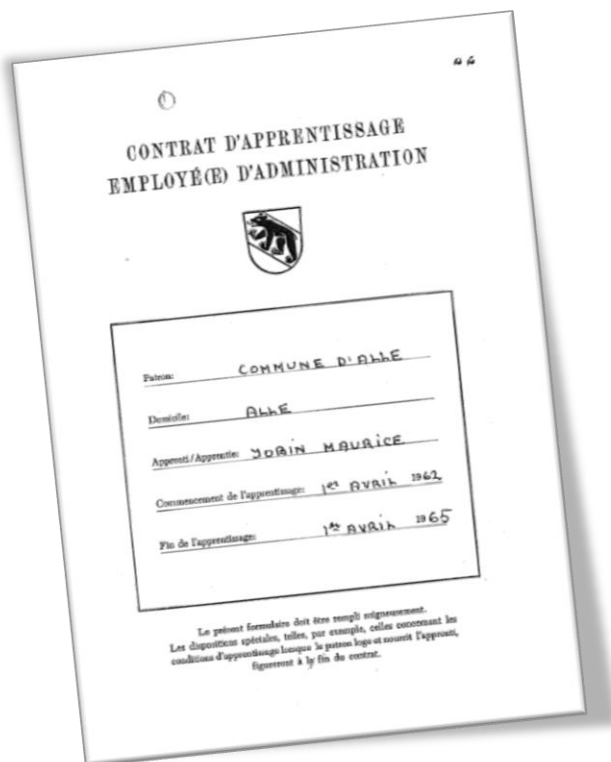 CONTRAT D'APPRENTISSAGE
EMPLOYÉ(E) D'ADMINISTRATION
Patron: COMMUNE D'ALLE
Domicile: ALLE
Apprenti/Apprentie: JOBIN MAURICE
Commencement de l'apprentissage: 1er AVRIL 1962
Fin de l'apprentissage: 1er AVRIL 1965
Le présent formulaire doit être rempli soigneusement.
Les dispositions spéciales, telles, par exemple, celles concernant les
conditions d'apprentissage lorsque le patron loge et nourrit l'apprenti,
figureront à la fin du contrat.